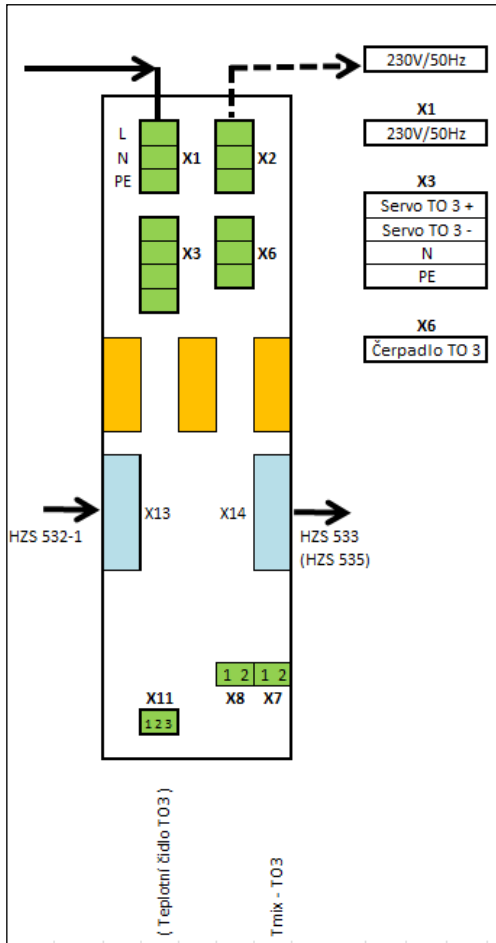 230V/50Hz
X1
L
N
PE
X1
X2
230V/50Hz
X3
Servo TO 3 +
Servo TO 3 -
N
PE
X3
X6
X6
Čerpadlo TO 3
X13
X14
HZS 532-1
HZS 533
(HZS 535)
1 2
1 2
X8
X7
X11
1 2 3
( Teplotní čidlo TO3 )
Tmix - TO3